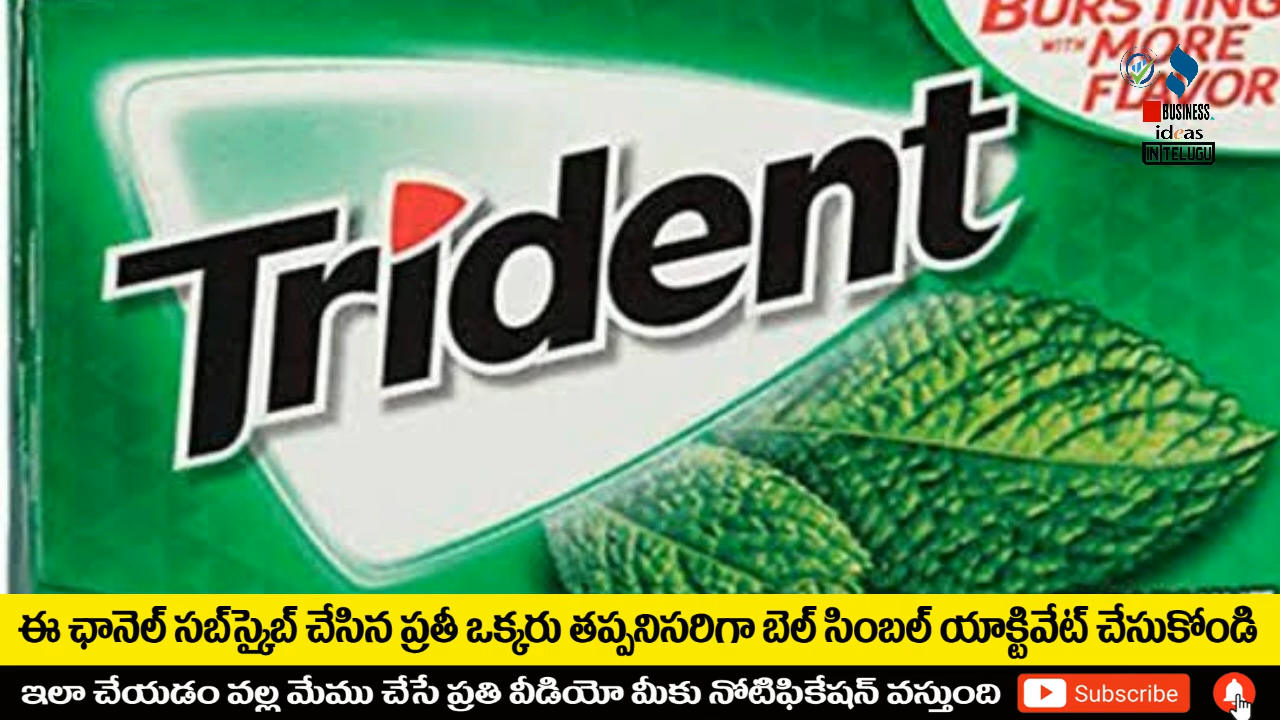 BURSTING
WITH MORE
FLAVOR
Trident
BUSINESS
ideas
IN TELUGU
ఈ ఛానెల్ సబ్‌స్క్రైబ్ చేసిన ప్రతీ ఒక్కరు తప్పనిసరిగా బెల్ సింబల్ యాక్టివేట్ చేసుకోండి
ఇలా చేయడం వల్ల మేము చేసే ప్రతి వీడియో మీకు నోటిఫికేషన్ వస్తుంది Subscribe